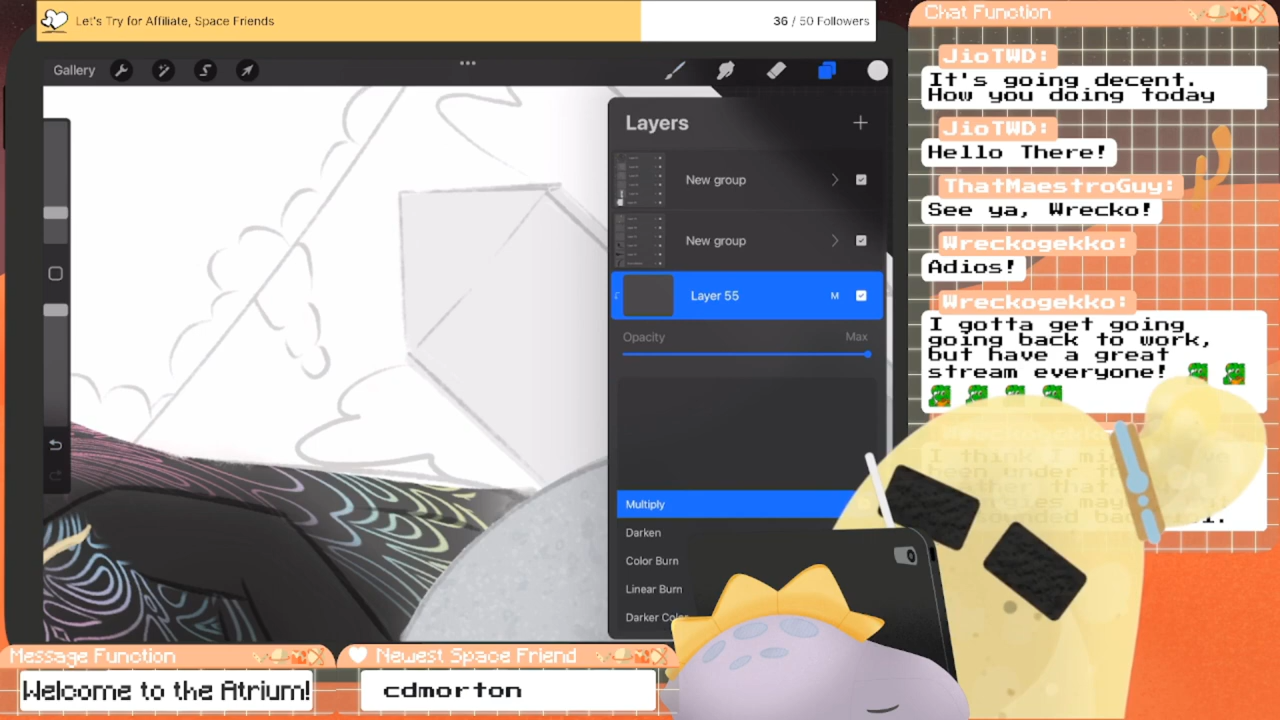 Let's Try for Affiliate, Space Friends
36 / 50 Followers
Gallery
Layers
New group
New group
Layer 55
M
Opacity
Max
Multiply
Darken
Color Burn
Linear Burn
Darker Color
Chat Function
JioTWD:
It's going decent.
How you doing today
JioTWD:
Hello There!
ThatMaestroGuy:
See ya, Wrecko!
Wreckogekko:
Adios!
Wreckogekko:
I gotta get going
going back to work,
but have a great
stream everyone!
Message Function
Welcome to the Atrium!
Newest Space Friend
cdmorton